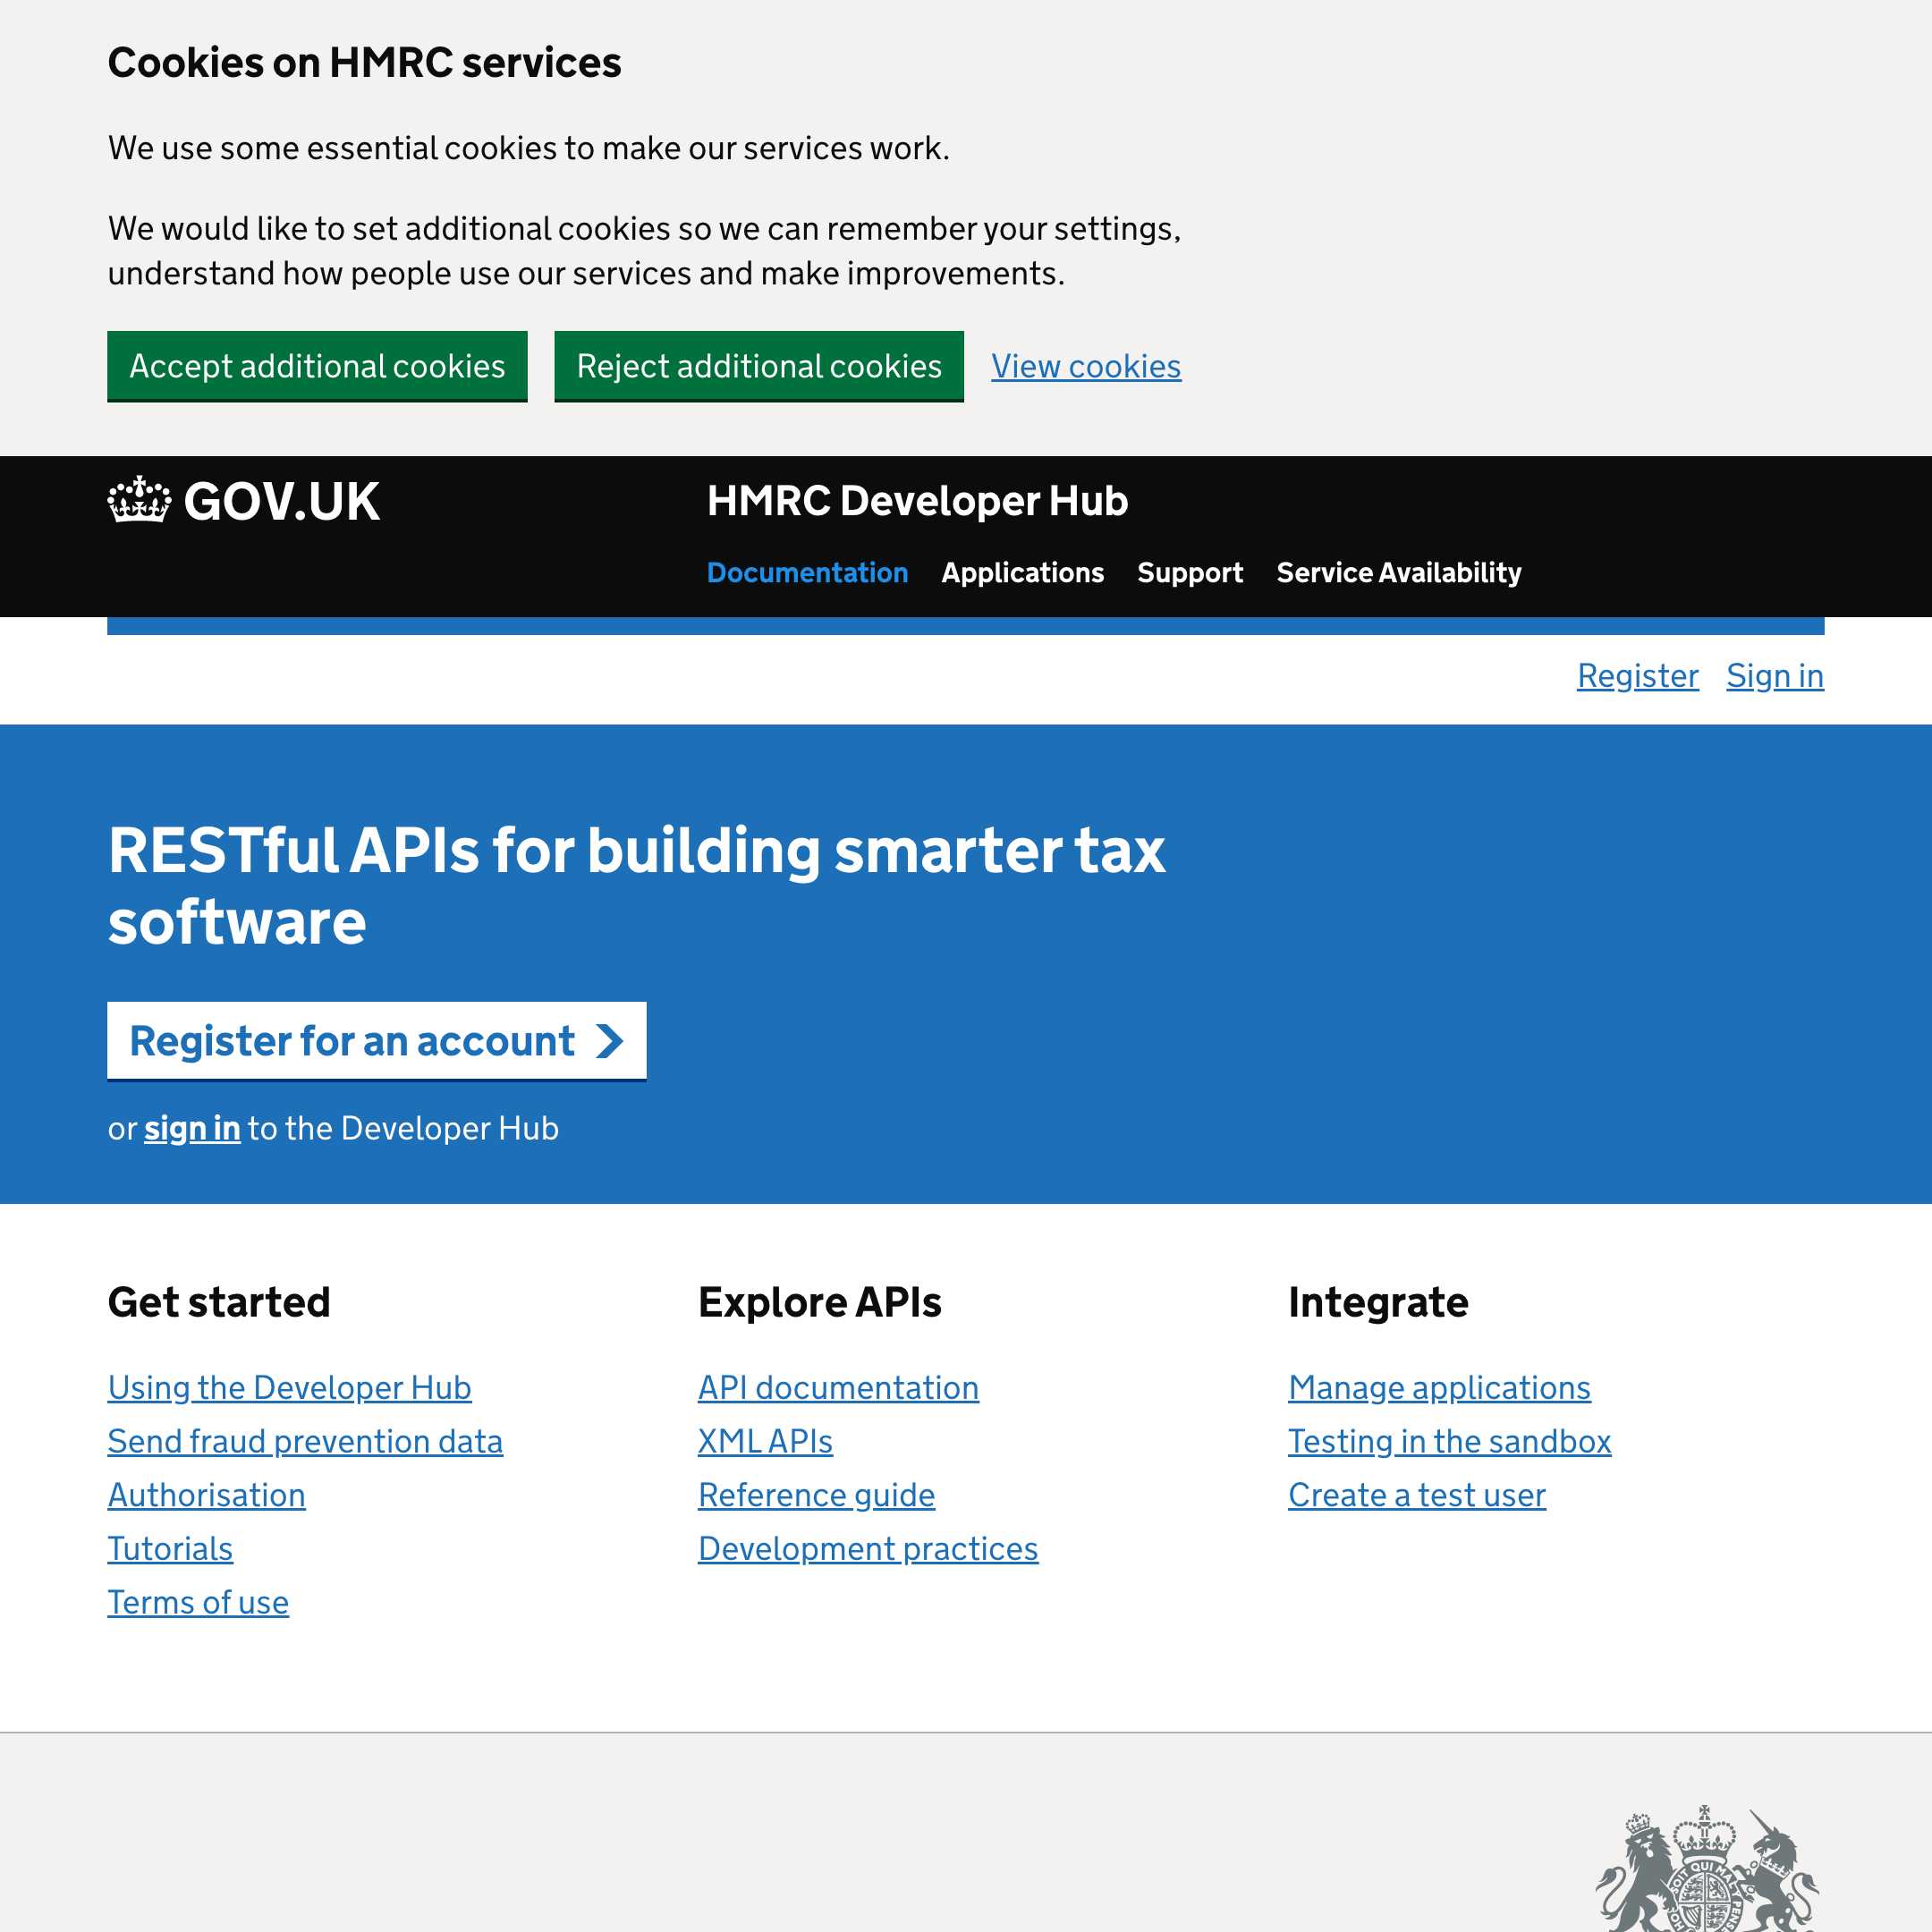 Cookies on HMRC services
We use some essential cookies to make our services work.
We would like to set additional cookies so we can remember your settings,
understand how people use our services and make improvements.
Accept additional cookies
Reject additional cookies
View cookies
GOV.UK
HMRC Developer Hub
Documentation
Applications
Support
Service Availability
Register
Sign in
RESTful APIs for building smarter tax
software
Register for an account
or sign in to the Developer Hub
Get started
Using the Developer Hub
Send fraud prevention data
Authorisation
Tutorials
Terms of use
Explore APIs
API documentation
XML APIs
Reference guide
Development practices
Integrate
Manage applications
Testing in the sandbox
Create a test user
SOIT QUI MAL